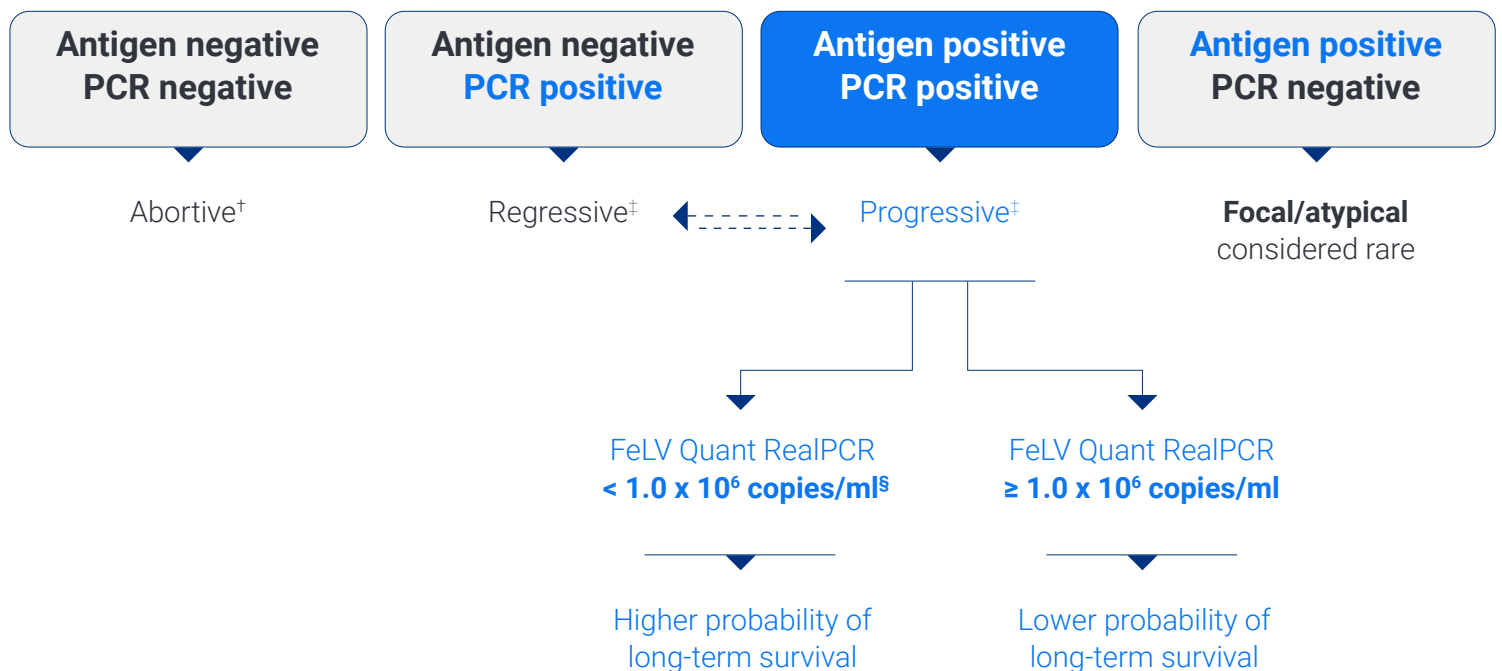 Antigen negative
PCR negative
Antigen negative
PCR positive
Antigen positive
PCR positive
Antigen positive
PCR negative
Abortive†
Regressive‡
Progressive‡
Focal/atypical
considered rare
FeLV Quant RealPCR
< 1.0 x 10⁶ copies/ml§
FeLV Quant RealPCR
≥ 1.0 x 10⁶ copies/ml
Higher probability of
long-term survival
Lower probability of
long-term survival